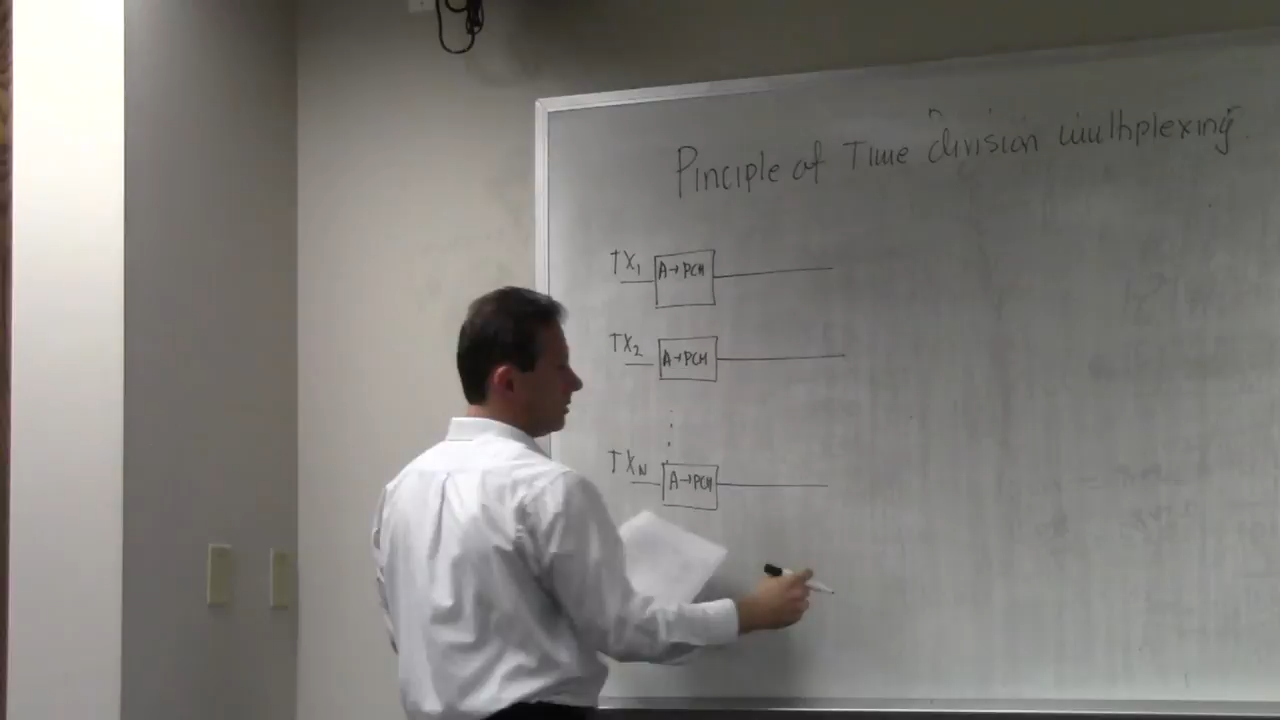 Pinciple of Time division multiplexing
TX1
A→PCM
TX2
A→PCM
TXN
A→PCM